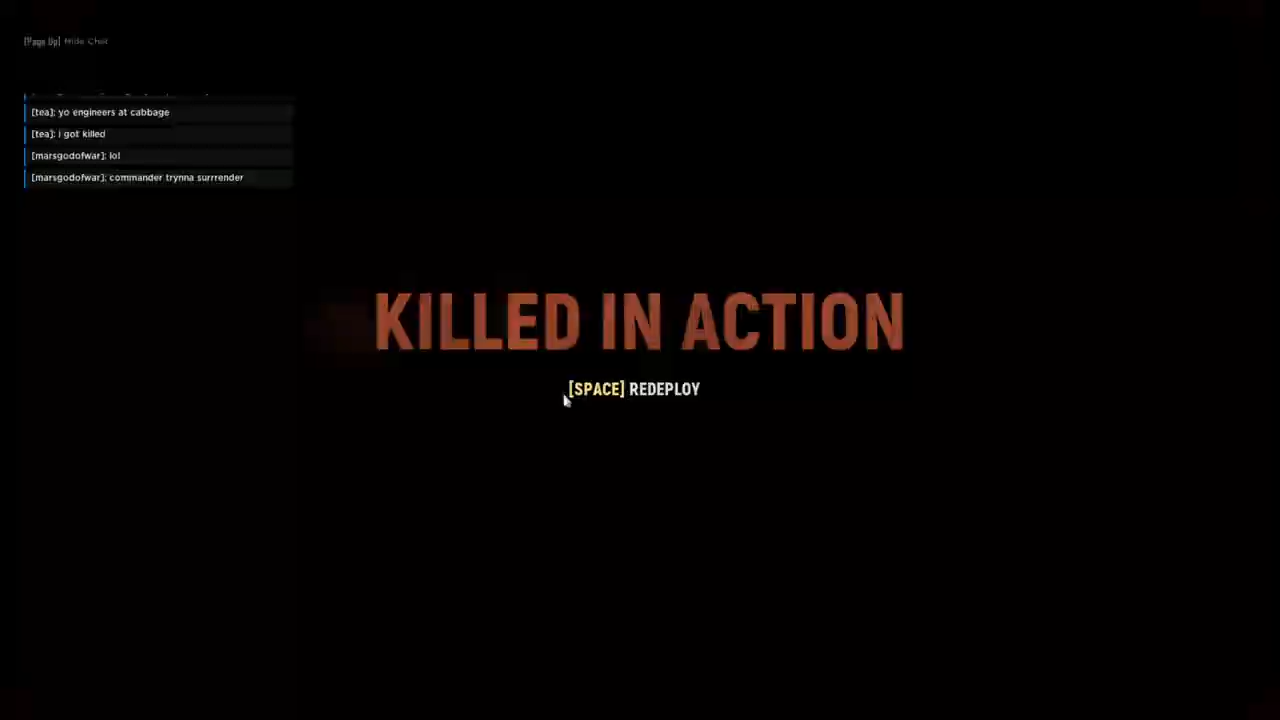 [Page Up] Hide Chat
[tea]: yo engineers at cabbage
[tea]: i got killed
[marsgodofwar]: lol
[marsgodofwar]: commander trynna surrrender
KILLED IN ACTION
[SPACE] REDEPLOY